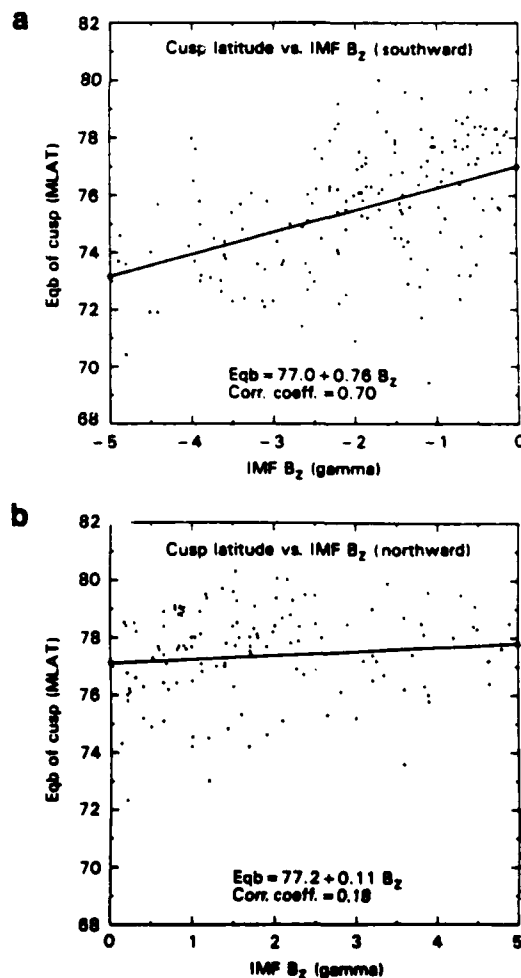 a
Cusp latitude vs. IMF BZ (southward)
82
80
78
76
74
72
70
68
Eqb of cusp (MLAT)
Eqb = 77.0 + 0.76 BZ
Corr. coeff. = 0.70
−5
−4
−3
−2
−1
0
IMF BZ (gamma)
b
Cusp latitude vs. IMF BZ (northward)
82
80
78
76
74
72
70
68
Eqb of cusp (MLAT)
Eqb = 77.2 + 0.11 BZ
Corr. coeff. = 0.18
0
1
2
3
4
5
IMF BZ (gamma)